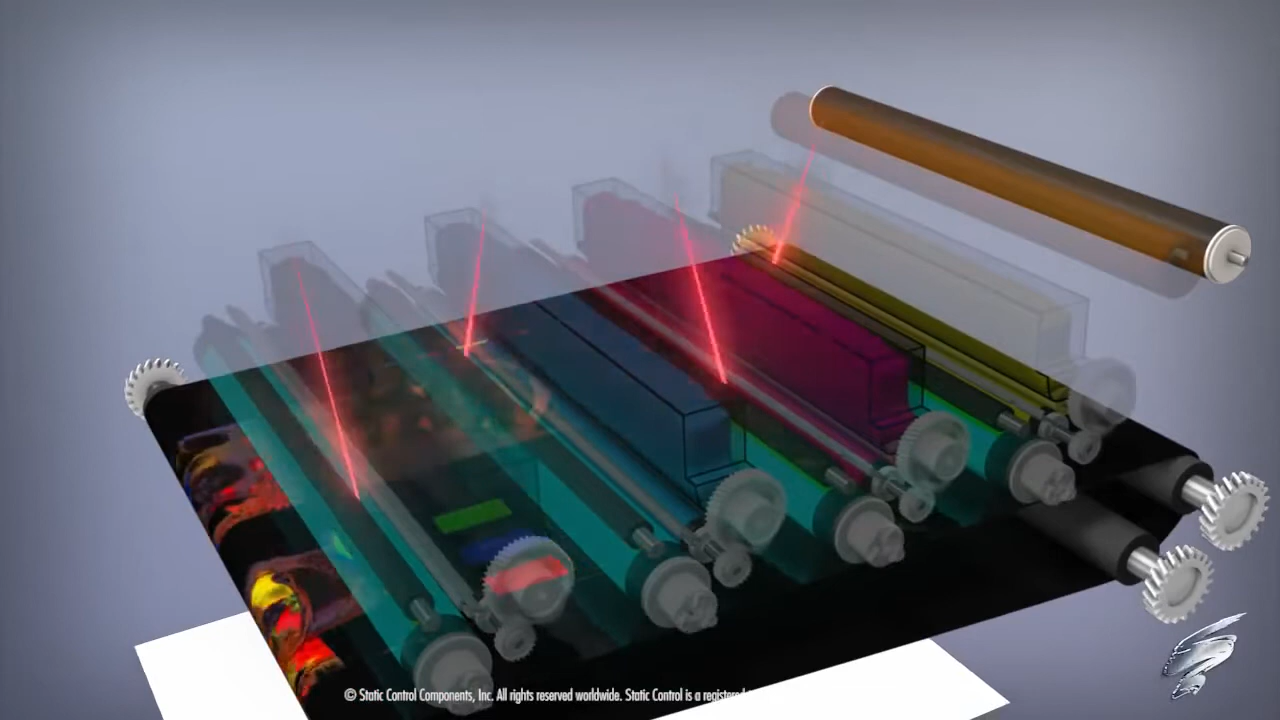 © Static Control Components, Inc. All rights reserved worldwide. Static Control is a registered